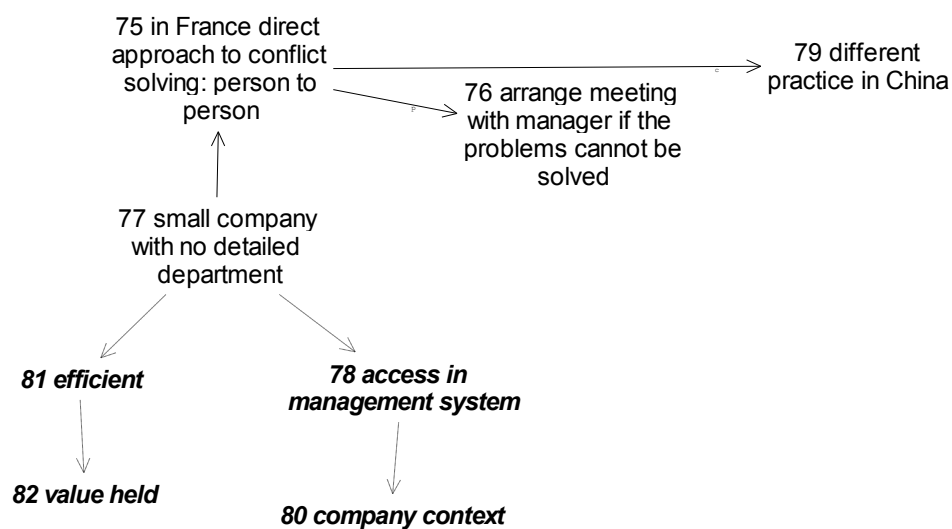 75 in France direct
approach to conflict
solving: person to
person
79 different
practice in China
76 arrange meeting
with manager if the
problems cannot be
solved
77 small company
with no detailed
department
81 efficient
78 access in
management system
82 value held
80 company context